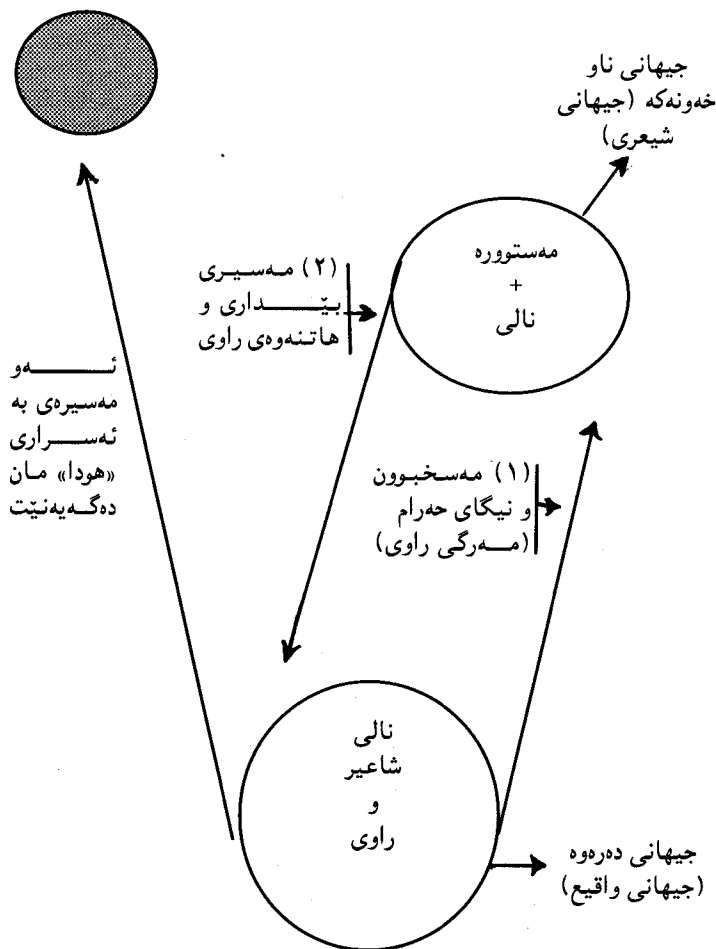 جیهانی ناو
خەونەکە (جیهانی
شیعری)
مەستوورە
+
نالی
(٢) مەسیری
بێداری و
هاتنەوەی راوی
ئەو
مەسیرەی بە
ئەسراری
«هودا» مان
دەگەیەنێت
(١) مەسخبوون
و نیگای حەرام
(مەرگی راوی)
نالی
شاعیر
و
راوی
جیهانی دەرەوە
(جیهانی واقیع)